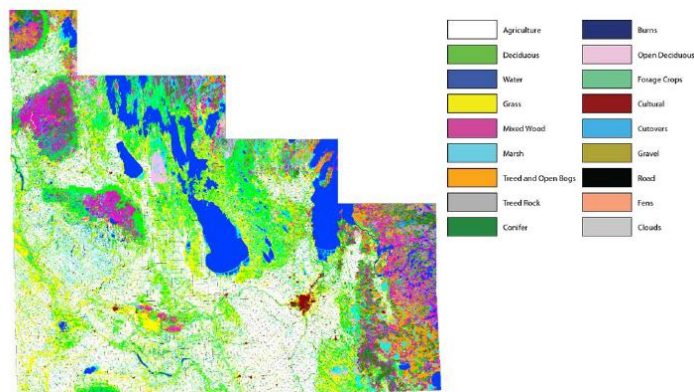 Agriculture
Deciduous
Water
Grass
Mixed Wood
Marsh
Treed and Open Bogs
Treed Rock
Conifer
Burns
Open Deciduous
Forage Crops
Cultural
Cutovers
Gravel
Road
Fens
Clouds